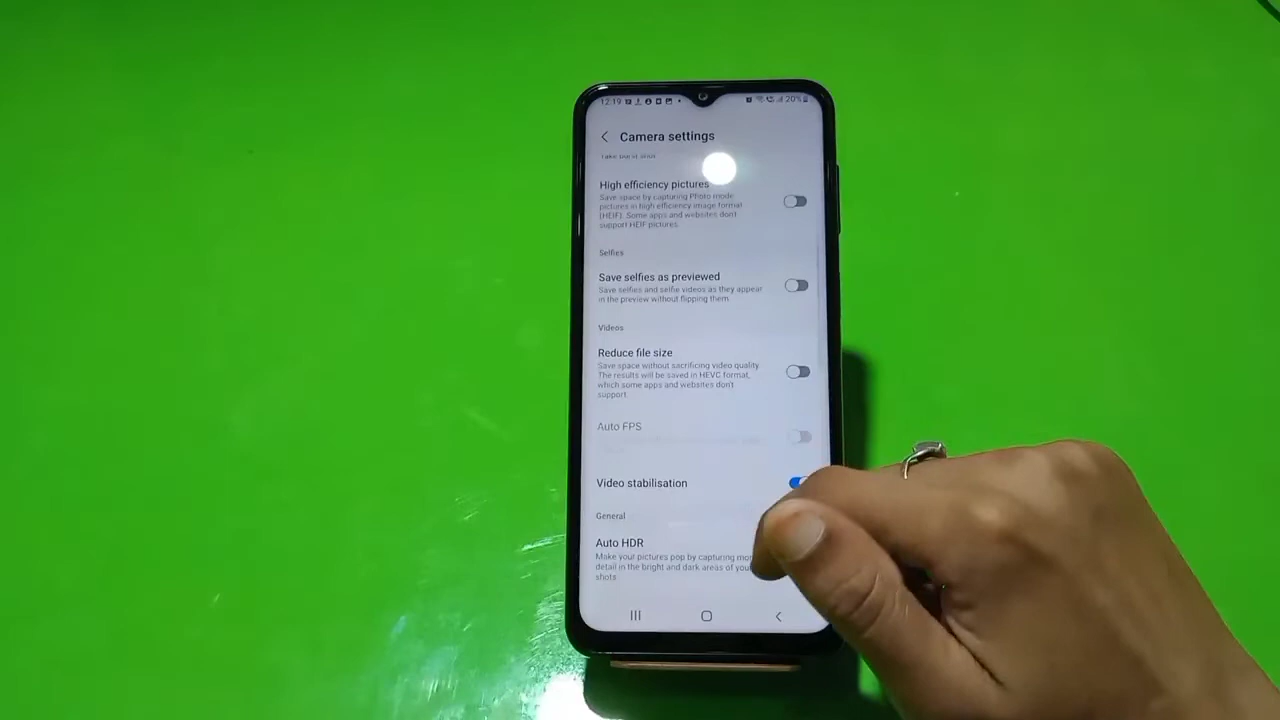 12:19
20%
Camera settings
High efficiency pictures
Save space by capturing Photo mode
pictures in high efficiency image format
(HEIF). Some apps and websites don't
support HEIF pictures.
Selfies
Save selfies as previewed
Save selfies and selfie videos as they appear
in the preview without flipping them.
Videos
Reduce file size
Save space without sacrificing video quality.
The results will be saved in HEVC format,
which some apps and websites don't
support.
Auto FPS
Video stabilisation
General
Auto HDR
Make your pictures pop by capturing more
detail in the bright and dark areas of your
shots.